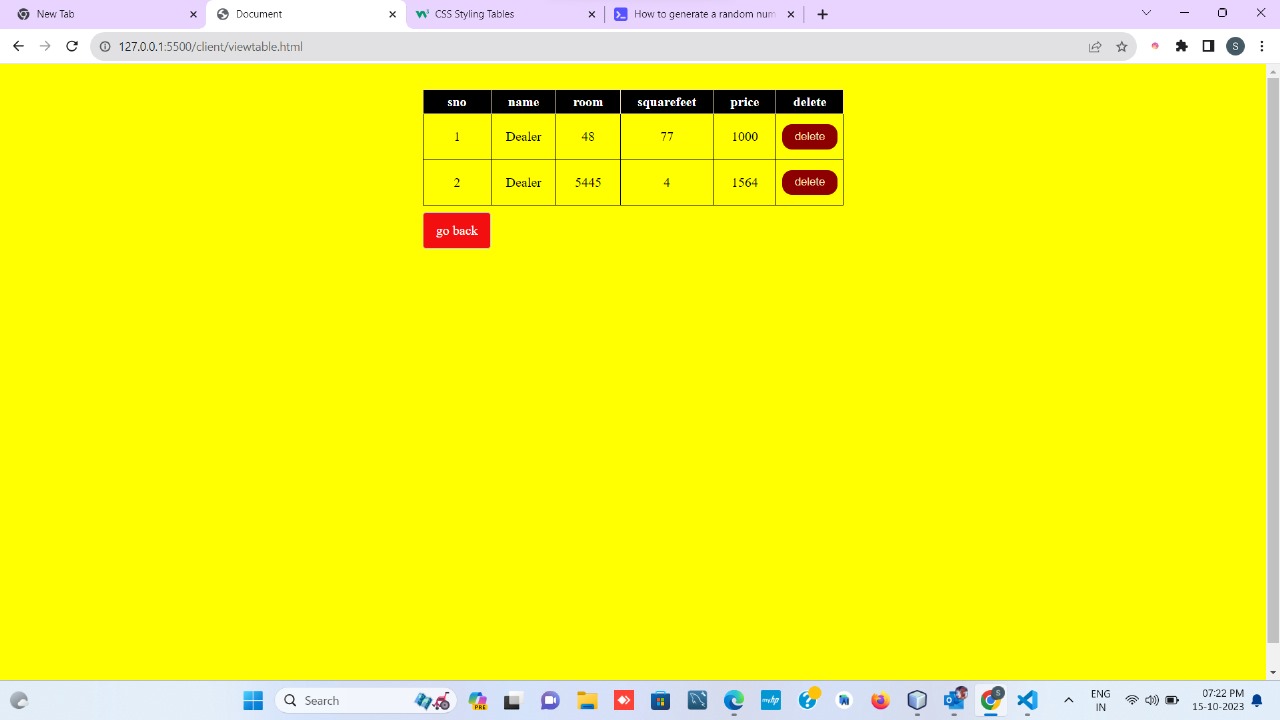 New Tab
Document
CSS Styling Tables
How to generate a random num
127.0.0.1:5500/client/viewtable.html
S
sno name room squarefeet price delete
1 Dealer 48 77 1000 delete
2 Dealer 5445 4 1564 delete
go back
Search
PRE
myhp
S
ENG
IN
07:22 PM
15-10-2023